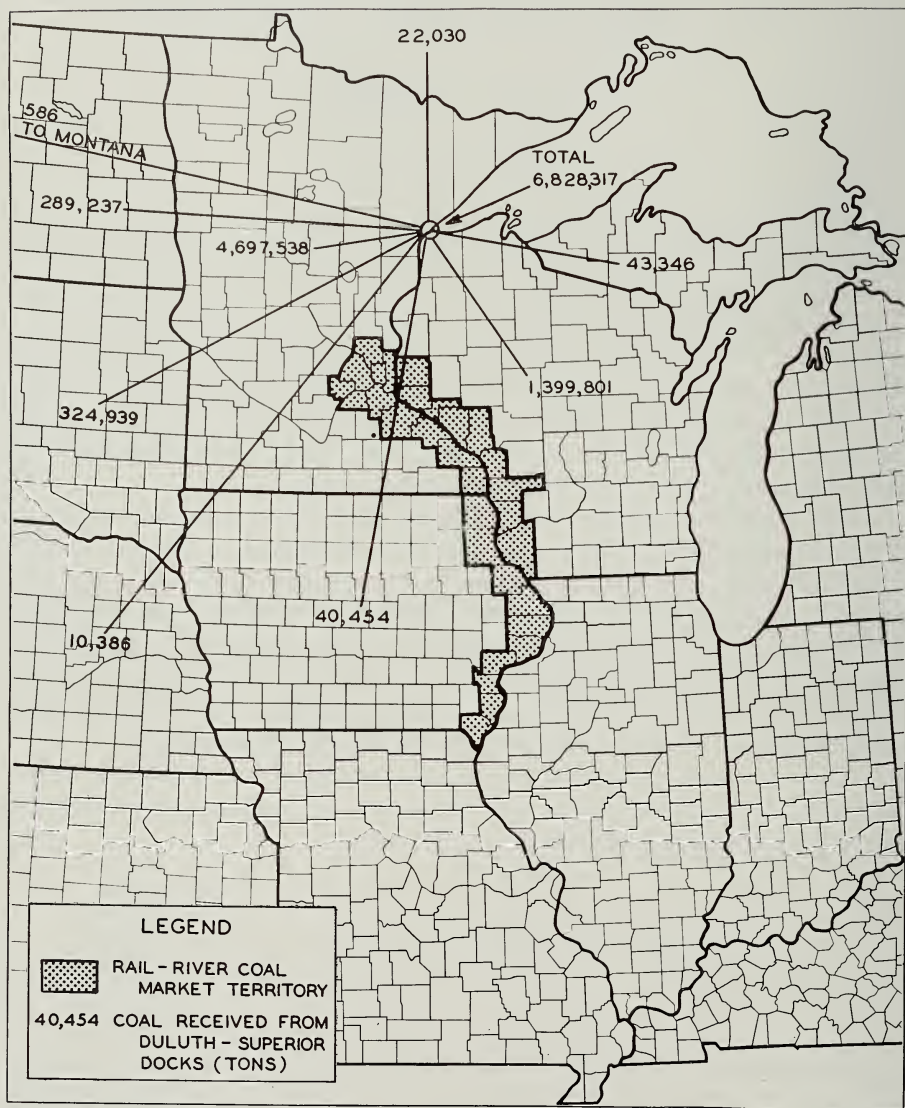 22,030
586
TO MONTANA
TOTAL
6,828,317
289,237
4,697,538
43,346
324,939
1,399,801
10,386
40,454
LEGEND
RAIL-RIVER COAL
MARKET TERRITORY
40,454 COAL RECEIVED FROM
DULUTH-SUPERIOR
DOCKS (TONS)